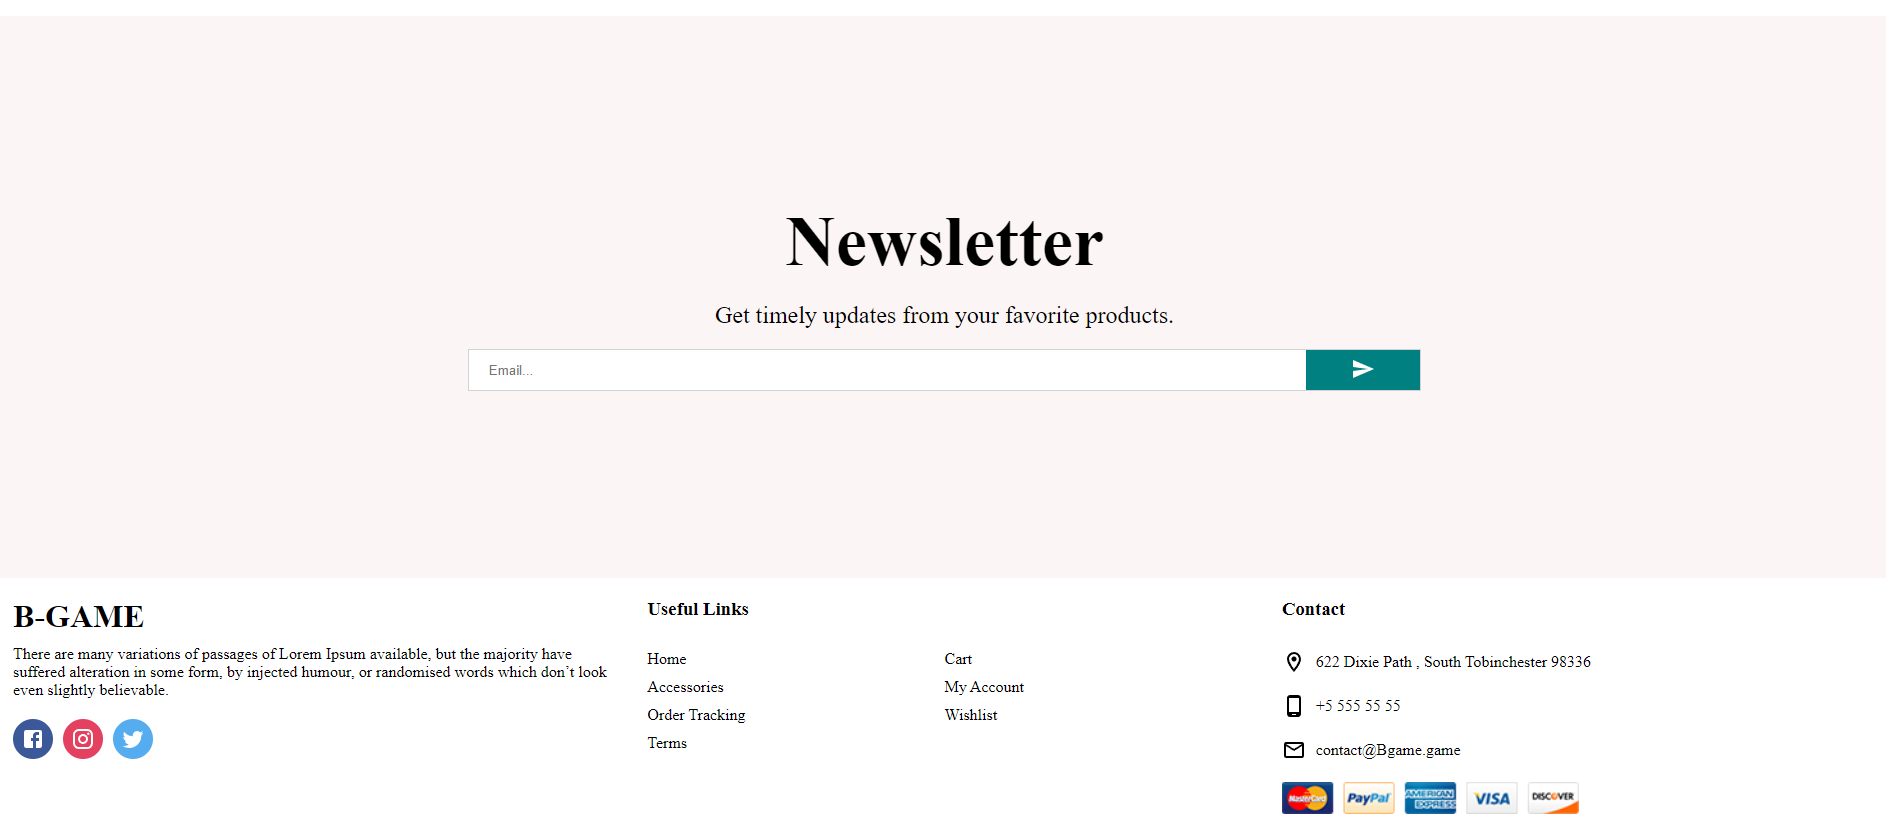 Newsletter
Get timely updates from your favorite products.
Email...
B-GAME
There are many variations of passages of Lorem Ipsum available, but the majority have
suffered alteration in some form, by injected humour, or randomised words which don’t look
even slightly believable.
Useful Links
Home
Accessories
Order Tracking
Terms
Cart
My Account
Wishlist
Contact
622 Dixie Path , South Tobinchester 98336
+5 555 55 55
contact@Bgame.game
MasterCard
PayPal
AMERICAN EXPRESS
VISA
DISCOVER